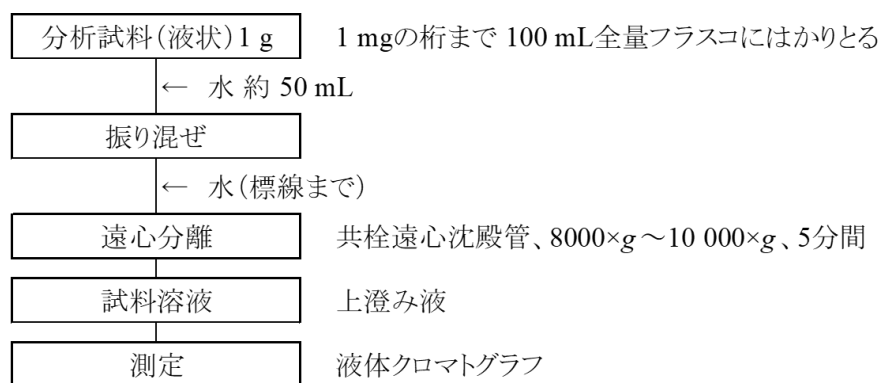 分析試料(液状)1 g 1 mgの桁まで 100 mL全量フラスコにはかりとる
← 水 約 50 mL
振り混ぜ
← 水(標線まで)
遠心分離 共栓遠心沈殿管、8000×g~10 000×g、5分間
試料溶液 上澄み液
測定 液体クロマトグラフ